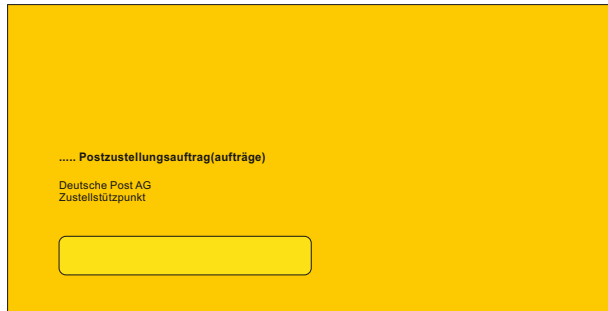 ..... Postzustellungsauftrag(aufträge)
Deutsche Post AG
Zustellstützpunkt